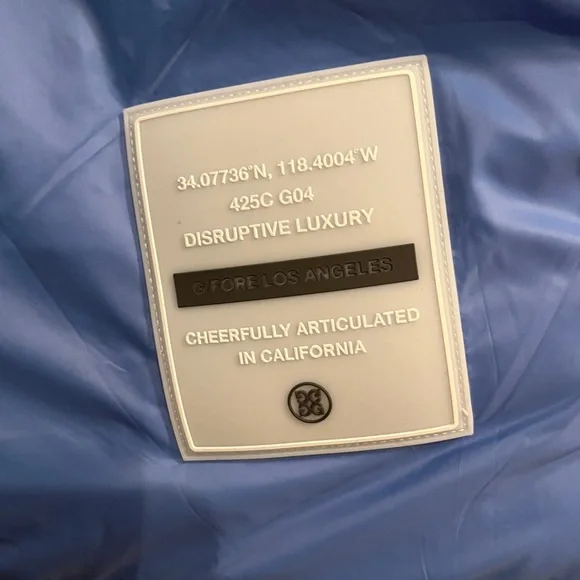 34.07736°N, 118.4004°W
425C G04
DISRUPTIVE LUXURY
G/FORE LOS ANGELES
CHEERFULLY ARTICULATED
IN CALIFORNIA